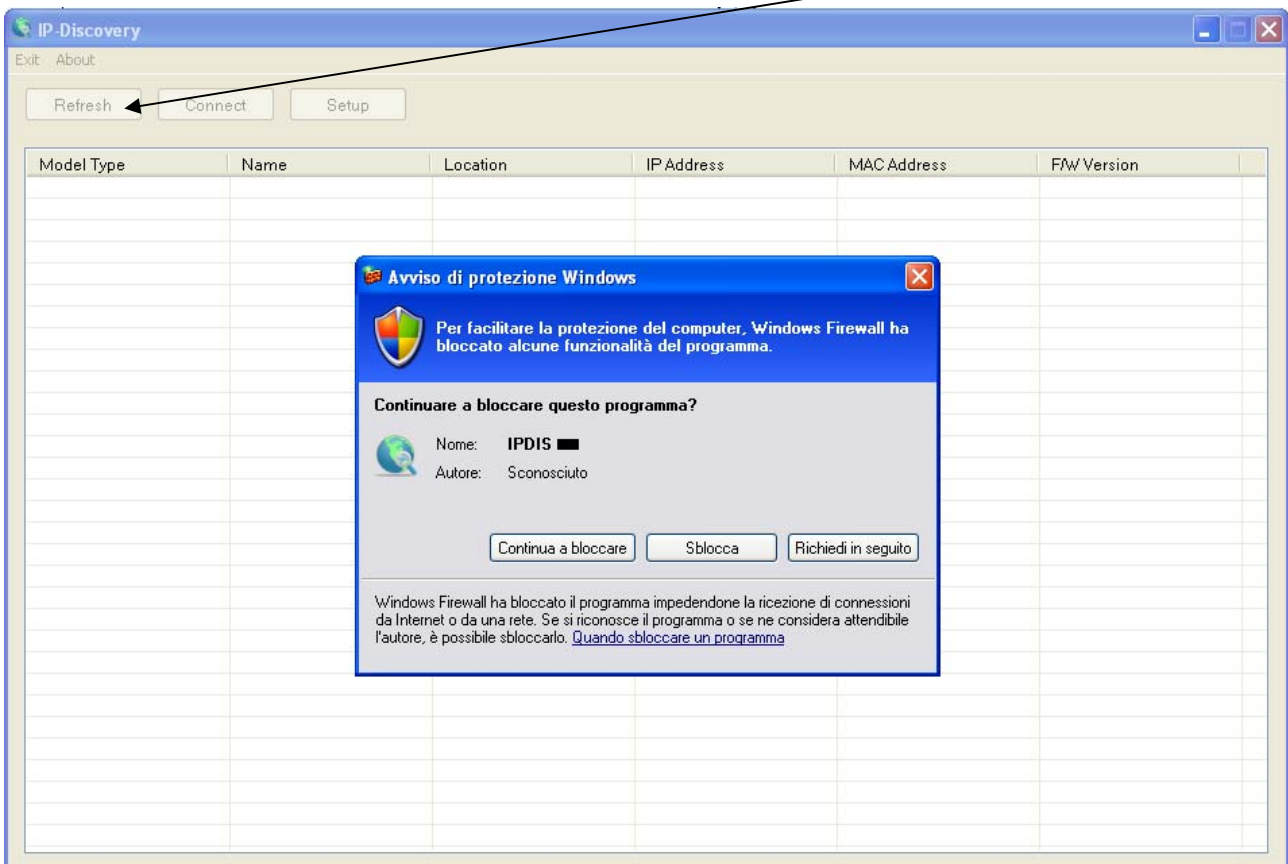 IP-Discovery
Exit About
Refresh Connect Setup
Model Type Name Location IP Address MAC Address F/W Version
Avviso di protezione Windows
Per facilitare la protezione del computer, Windows Firewall ha
bloccato alcune funzionalità del programma.
Continuare a bloccare questo programma?
Nome: IPDIS
Autore: Sconosciuto
Continua a bloccare Sblocca Richiedi in seguito
Windows Firewall ha bloccato il programma impedendone la ricezione di connessioni
da Internet o da una rete. Se si riconosce il programma o se ne considera attendibile
l'autore, è possibile sbloccarlo. Quando sbloccare un programma